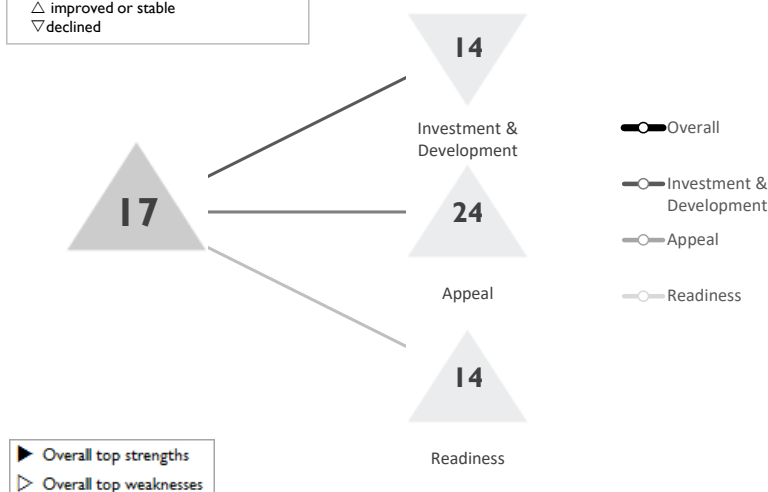 △ improved or stable
▽ declined
14
Investment &
Development
17
24
Appeal
14
Readiness
Overall
Investment &
Development
Appeal
Readiness
▶ Overall top strengths
▷ Overall top weaknesses